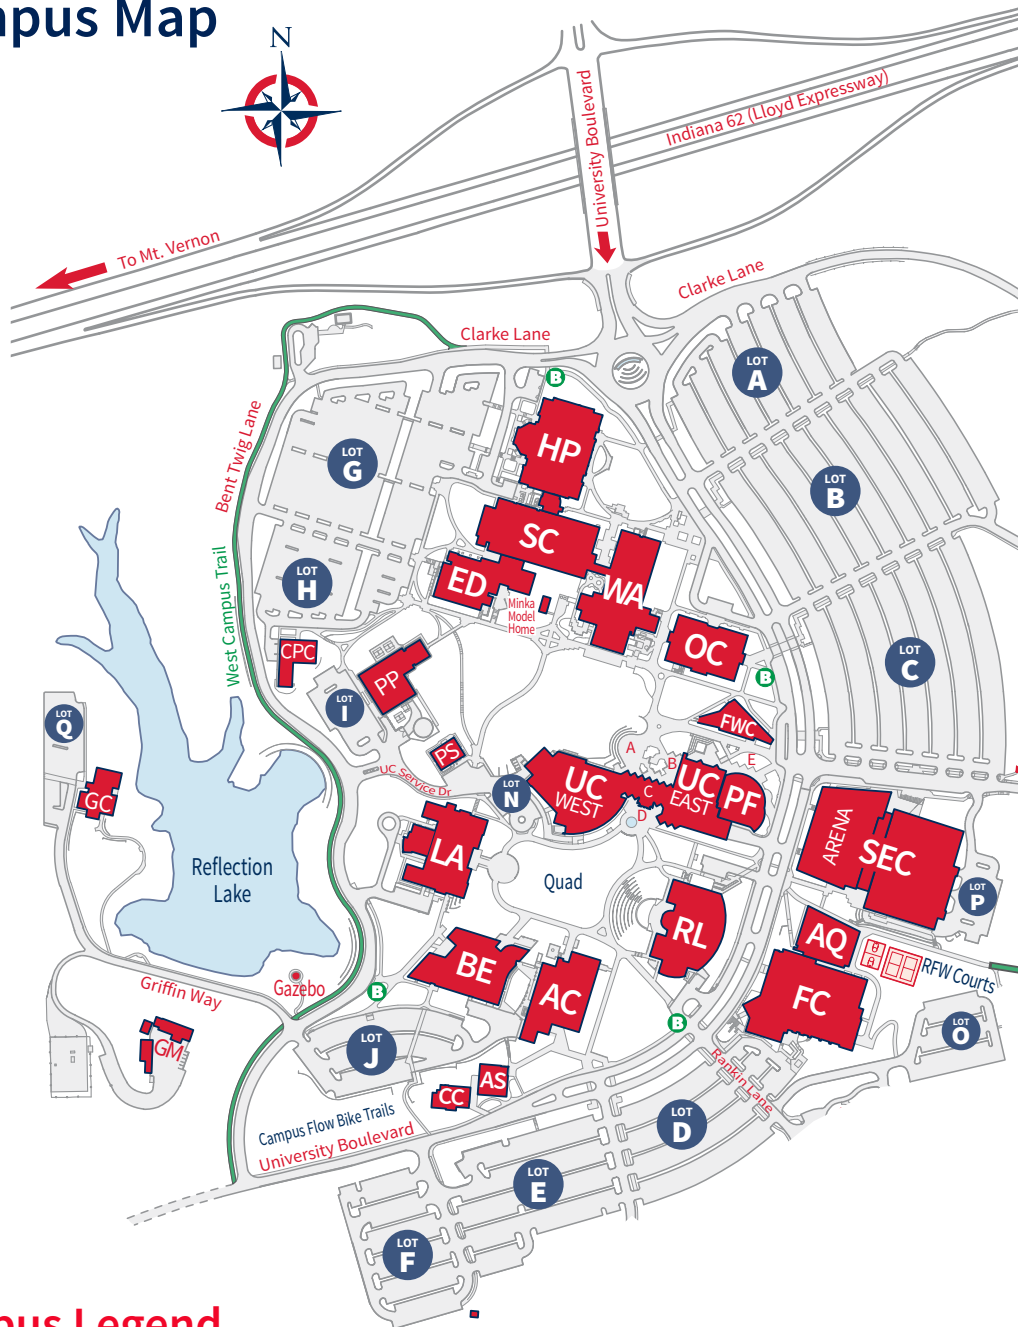 mpus Map
N
University Boulevard
Indiana 62 (Lloyd Expressway)
To Mt. Vernon
Clarke Lane
Clarke Lane
B
LOT
A
HP
Bent Twig Lane
LOT
G
LOT
B
SC
West Campus Trail
LOT
H
ED
WA
Minka
Model
Home
CPC
OC
LOT
C
PP
B
LOT
I
LOT
Q
FWC
PS
A
B
E
UC Service Dr
LOT
N
UC
WEST
C
UC
EAST
PF
D
GC
ARENA
SEC
LA
Reflection
Lake
Quad
LOT
P
RL
AQ
BE
RFW Courts
Gazebo
Griffin Way
B
AC
FC
B
LOT
O
GM
LOT
J
Rankin Lane
AS
CC
LOT
D
Campus Flow Bike Trails
University Boulevard
LOT
E
LOT
F
pus Legend